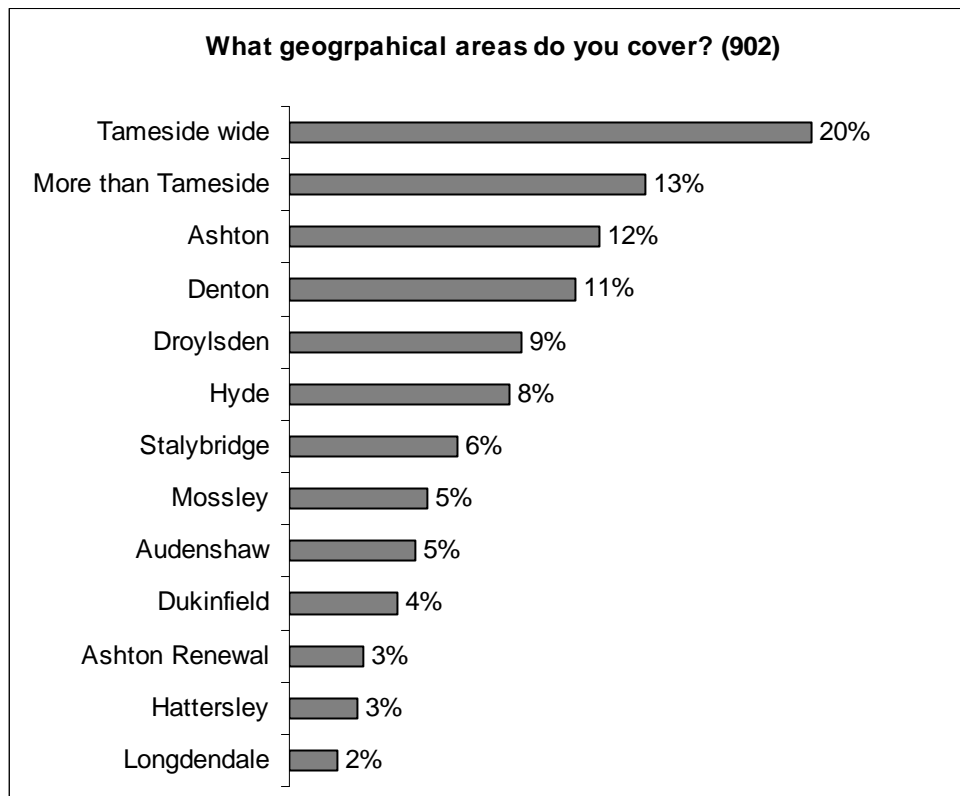 What geogrpahical areas do you cover? (902)
Tameside wide 20%
More than Tameside 13%
Ashton 12%
Denton 11%
Droylsden 9%
Hyde 8%
Stalybridge 6%
Mossley 5%
Audenshaw 5%
Dukinfield 4%
Ashton Renewal 3%
Hattersley 3%
Longdendale 2%